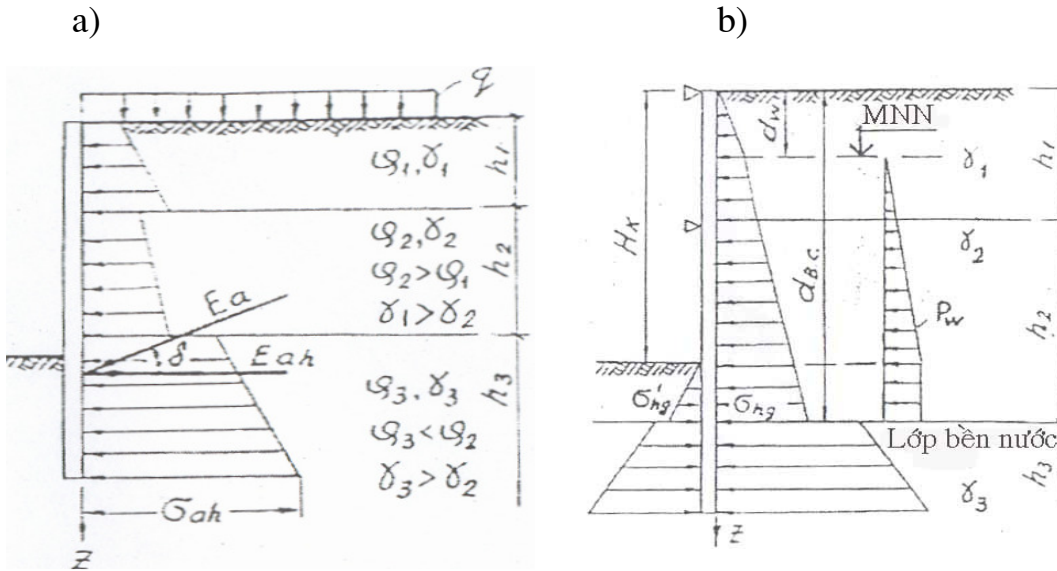 a)
q
φ₁, γ₁
h₁
φ₂, γ₂
φ₂ > φ₁
γ₁ > γ₂
h₂
Ea
δ
Eah
φ₃, γ₃
φ₃ < φ₂
γ₃ > γ₂
h₃
σah
z
b)
MNN
dw
γ₁
h₁
Hx
dB.c.
γ₂
h₂
Pw
σ'hg
σhg
Lớp bền nước
γ₃
h₃
z